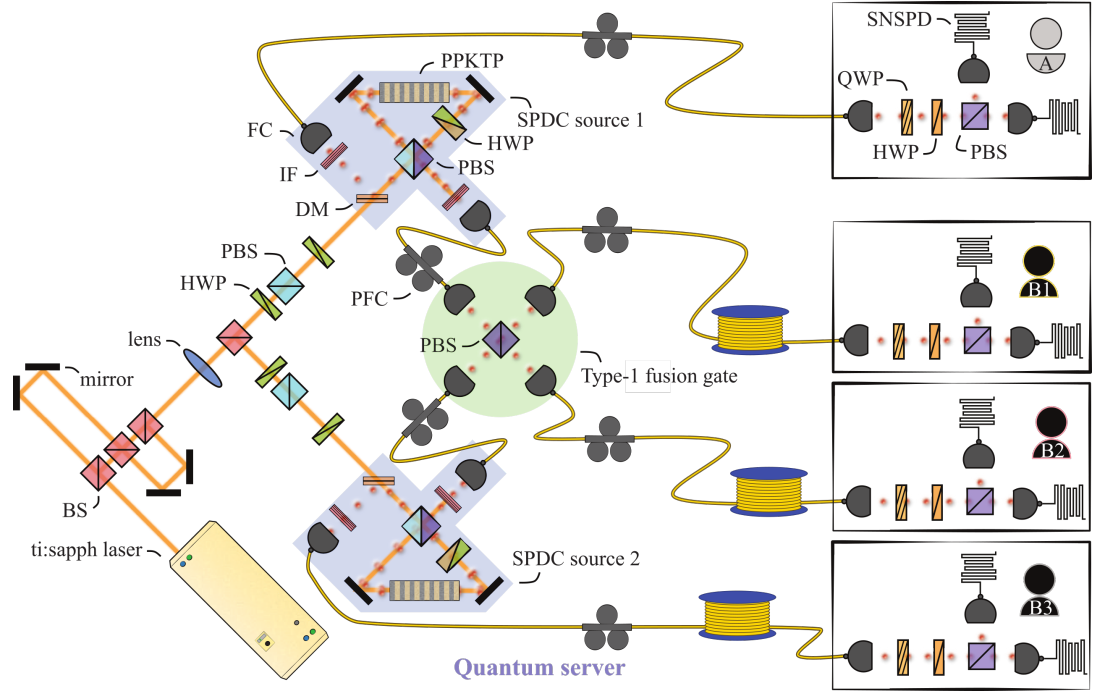 SNSPD
A
QWP
HWP
PBS
PPKTP
SPDC source 1
FC
HWP
IF
PBS
DM
PBS
HWP
PFC
B1
lens
PBS
mirror
Type-1 fusion gate
B2
BS
ti:sapph laser
SPDC source 2
B3
Quantum server